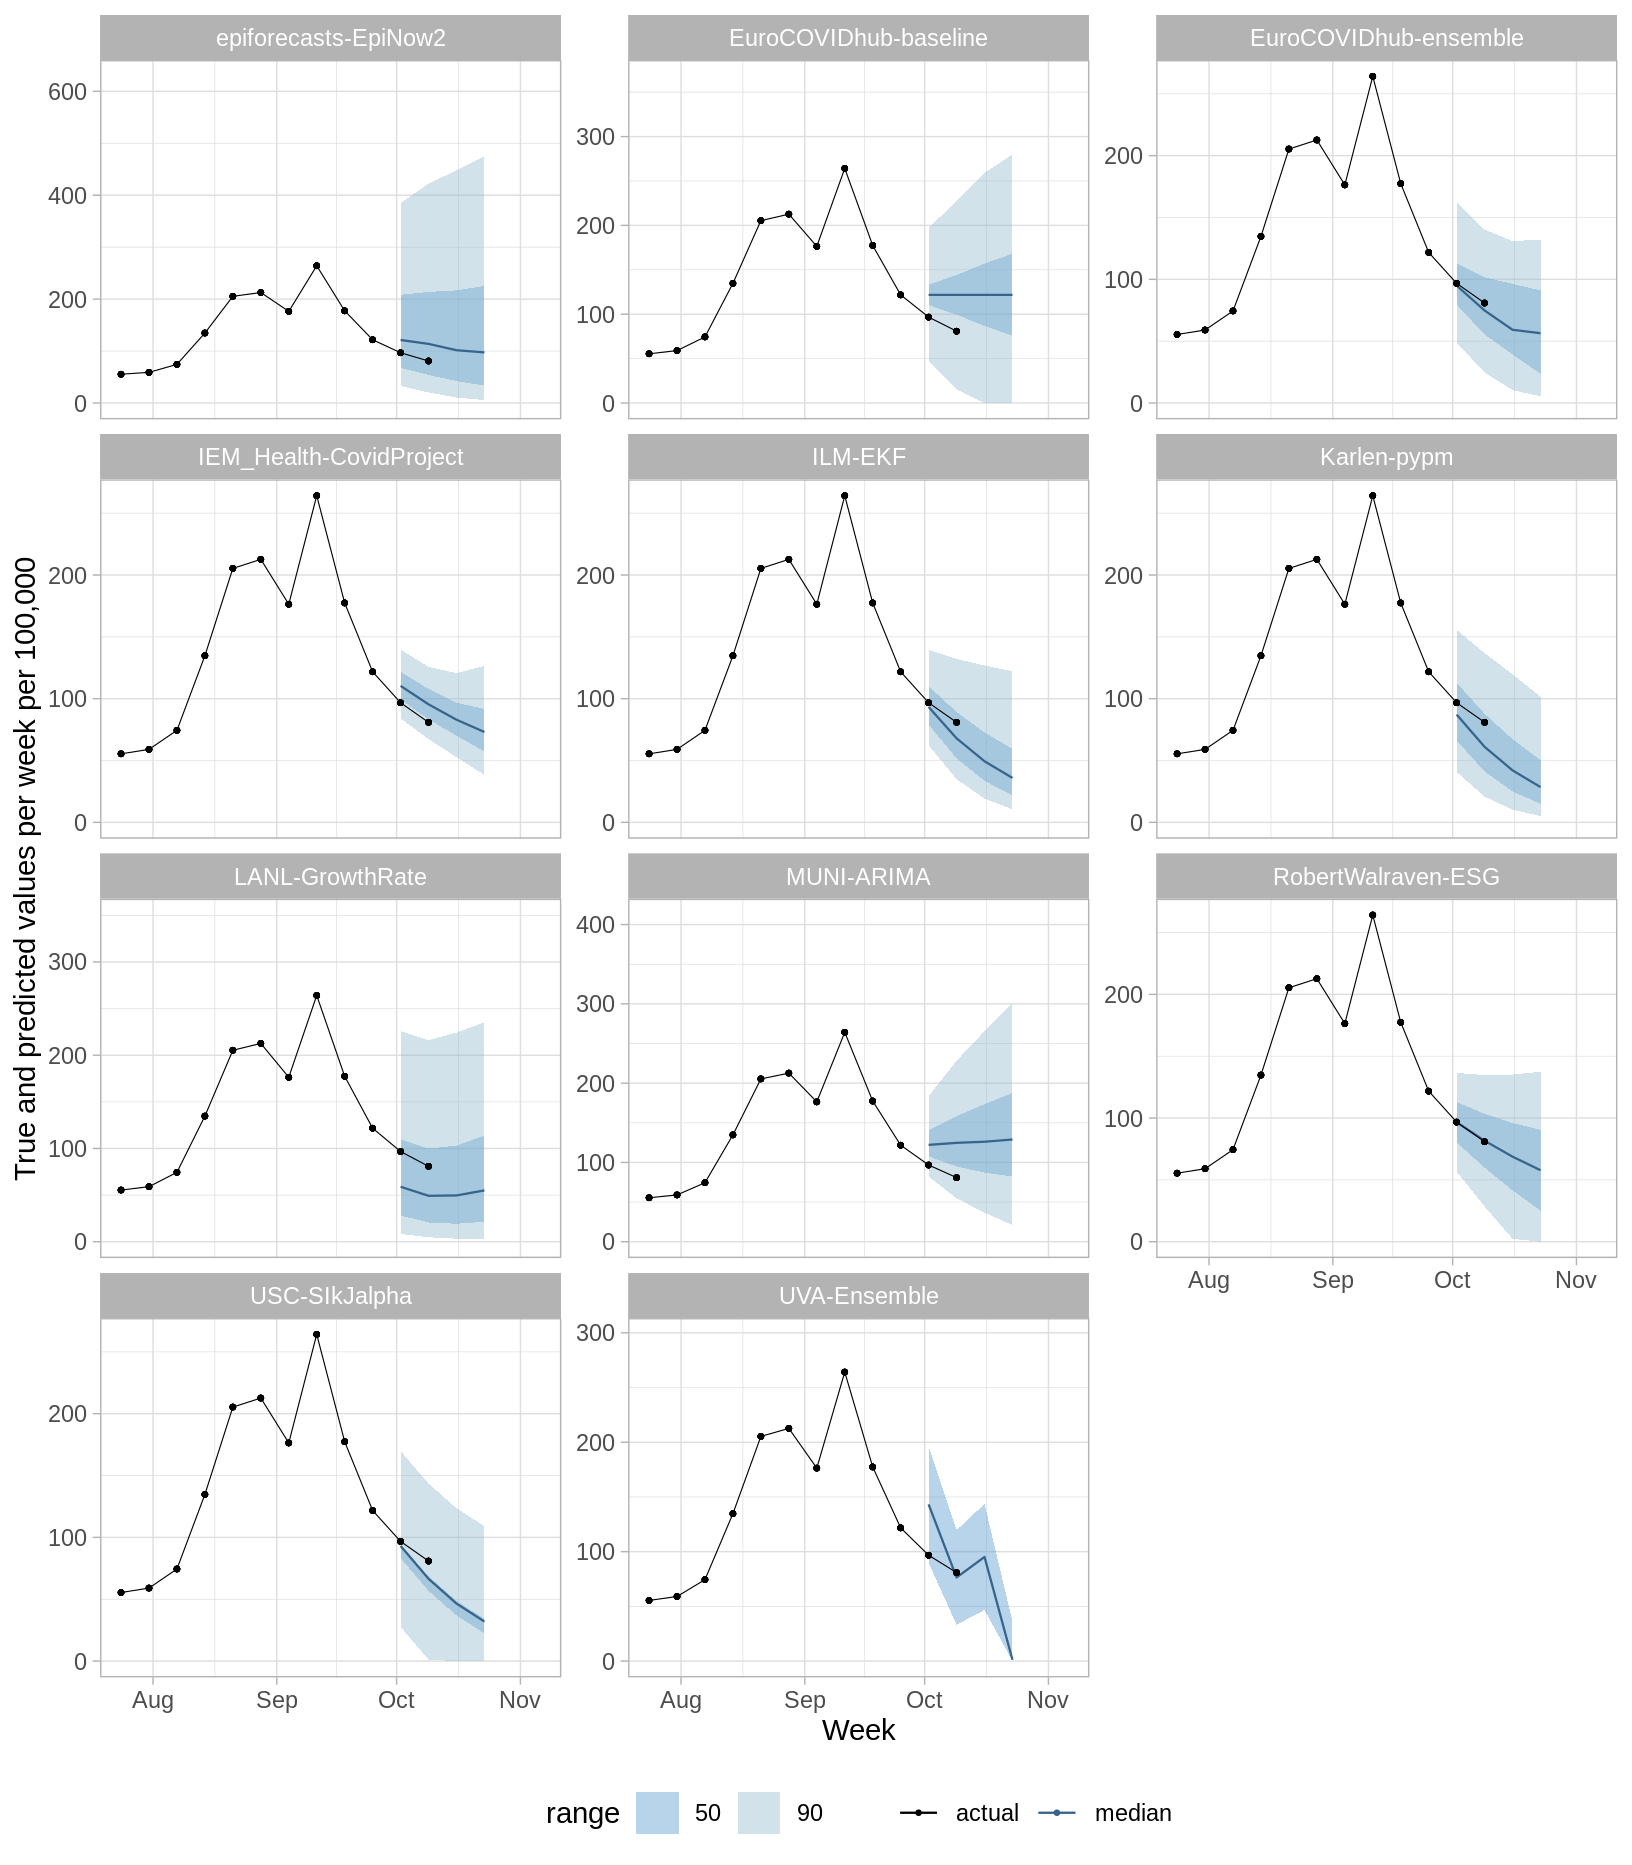 epiforecasts-EpiNow2
EuroCOVIDhub-baseline
EuroCOVIDhub-ensemble
600
400
200
0
300
200
100
0
200
100
0
IEM_Health-CovidProject
ILM-EKF
Karlen-pypm
200
100
0
200
100
0
200
100
0
True and predicted values per week per 100,000
LANL-GrowthRate
MUNI-ARIMA
RobertWalraven-ESG
300
200
100
0
400
300
200
100
0
200
100
0
Aug Sep Oct Nov
USC-SIkJalpha
UVA-Ensemble
200
100
0
300
200
100
0
Aug Sep Oct Nov
Aug Sep Oct Nov
Week
range 50 90 actual median